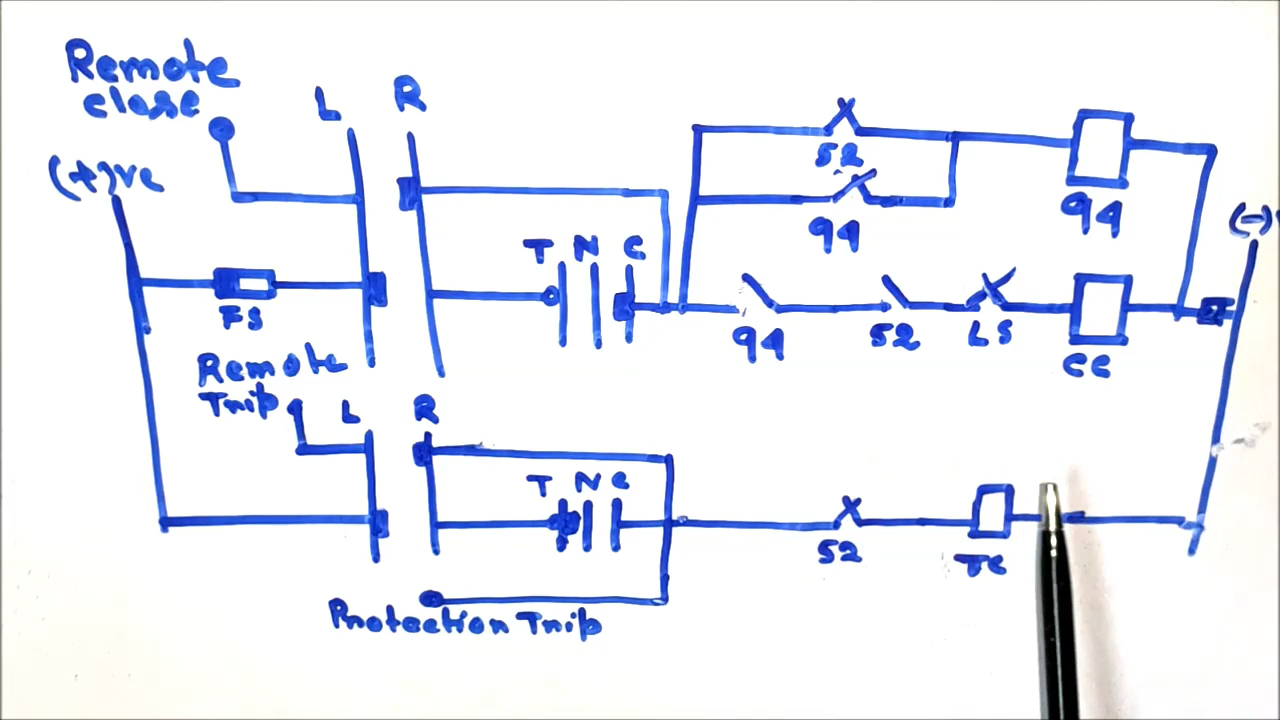 Remote
close
L R
(+)ve
52
94
94
(-)
T N C
FS
94 52 LS CC
Remote
Trip
L R
T N C
52 TC
Protection Trip